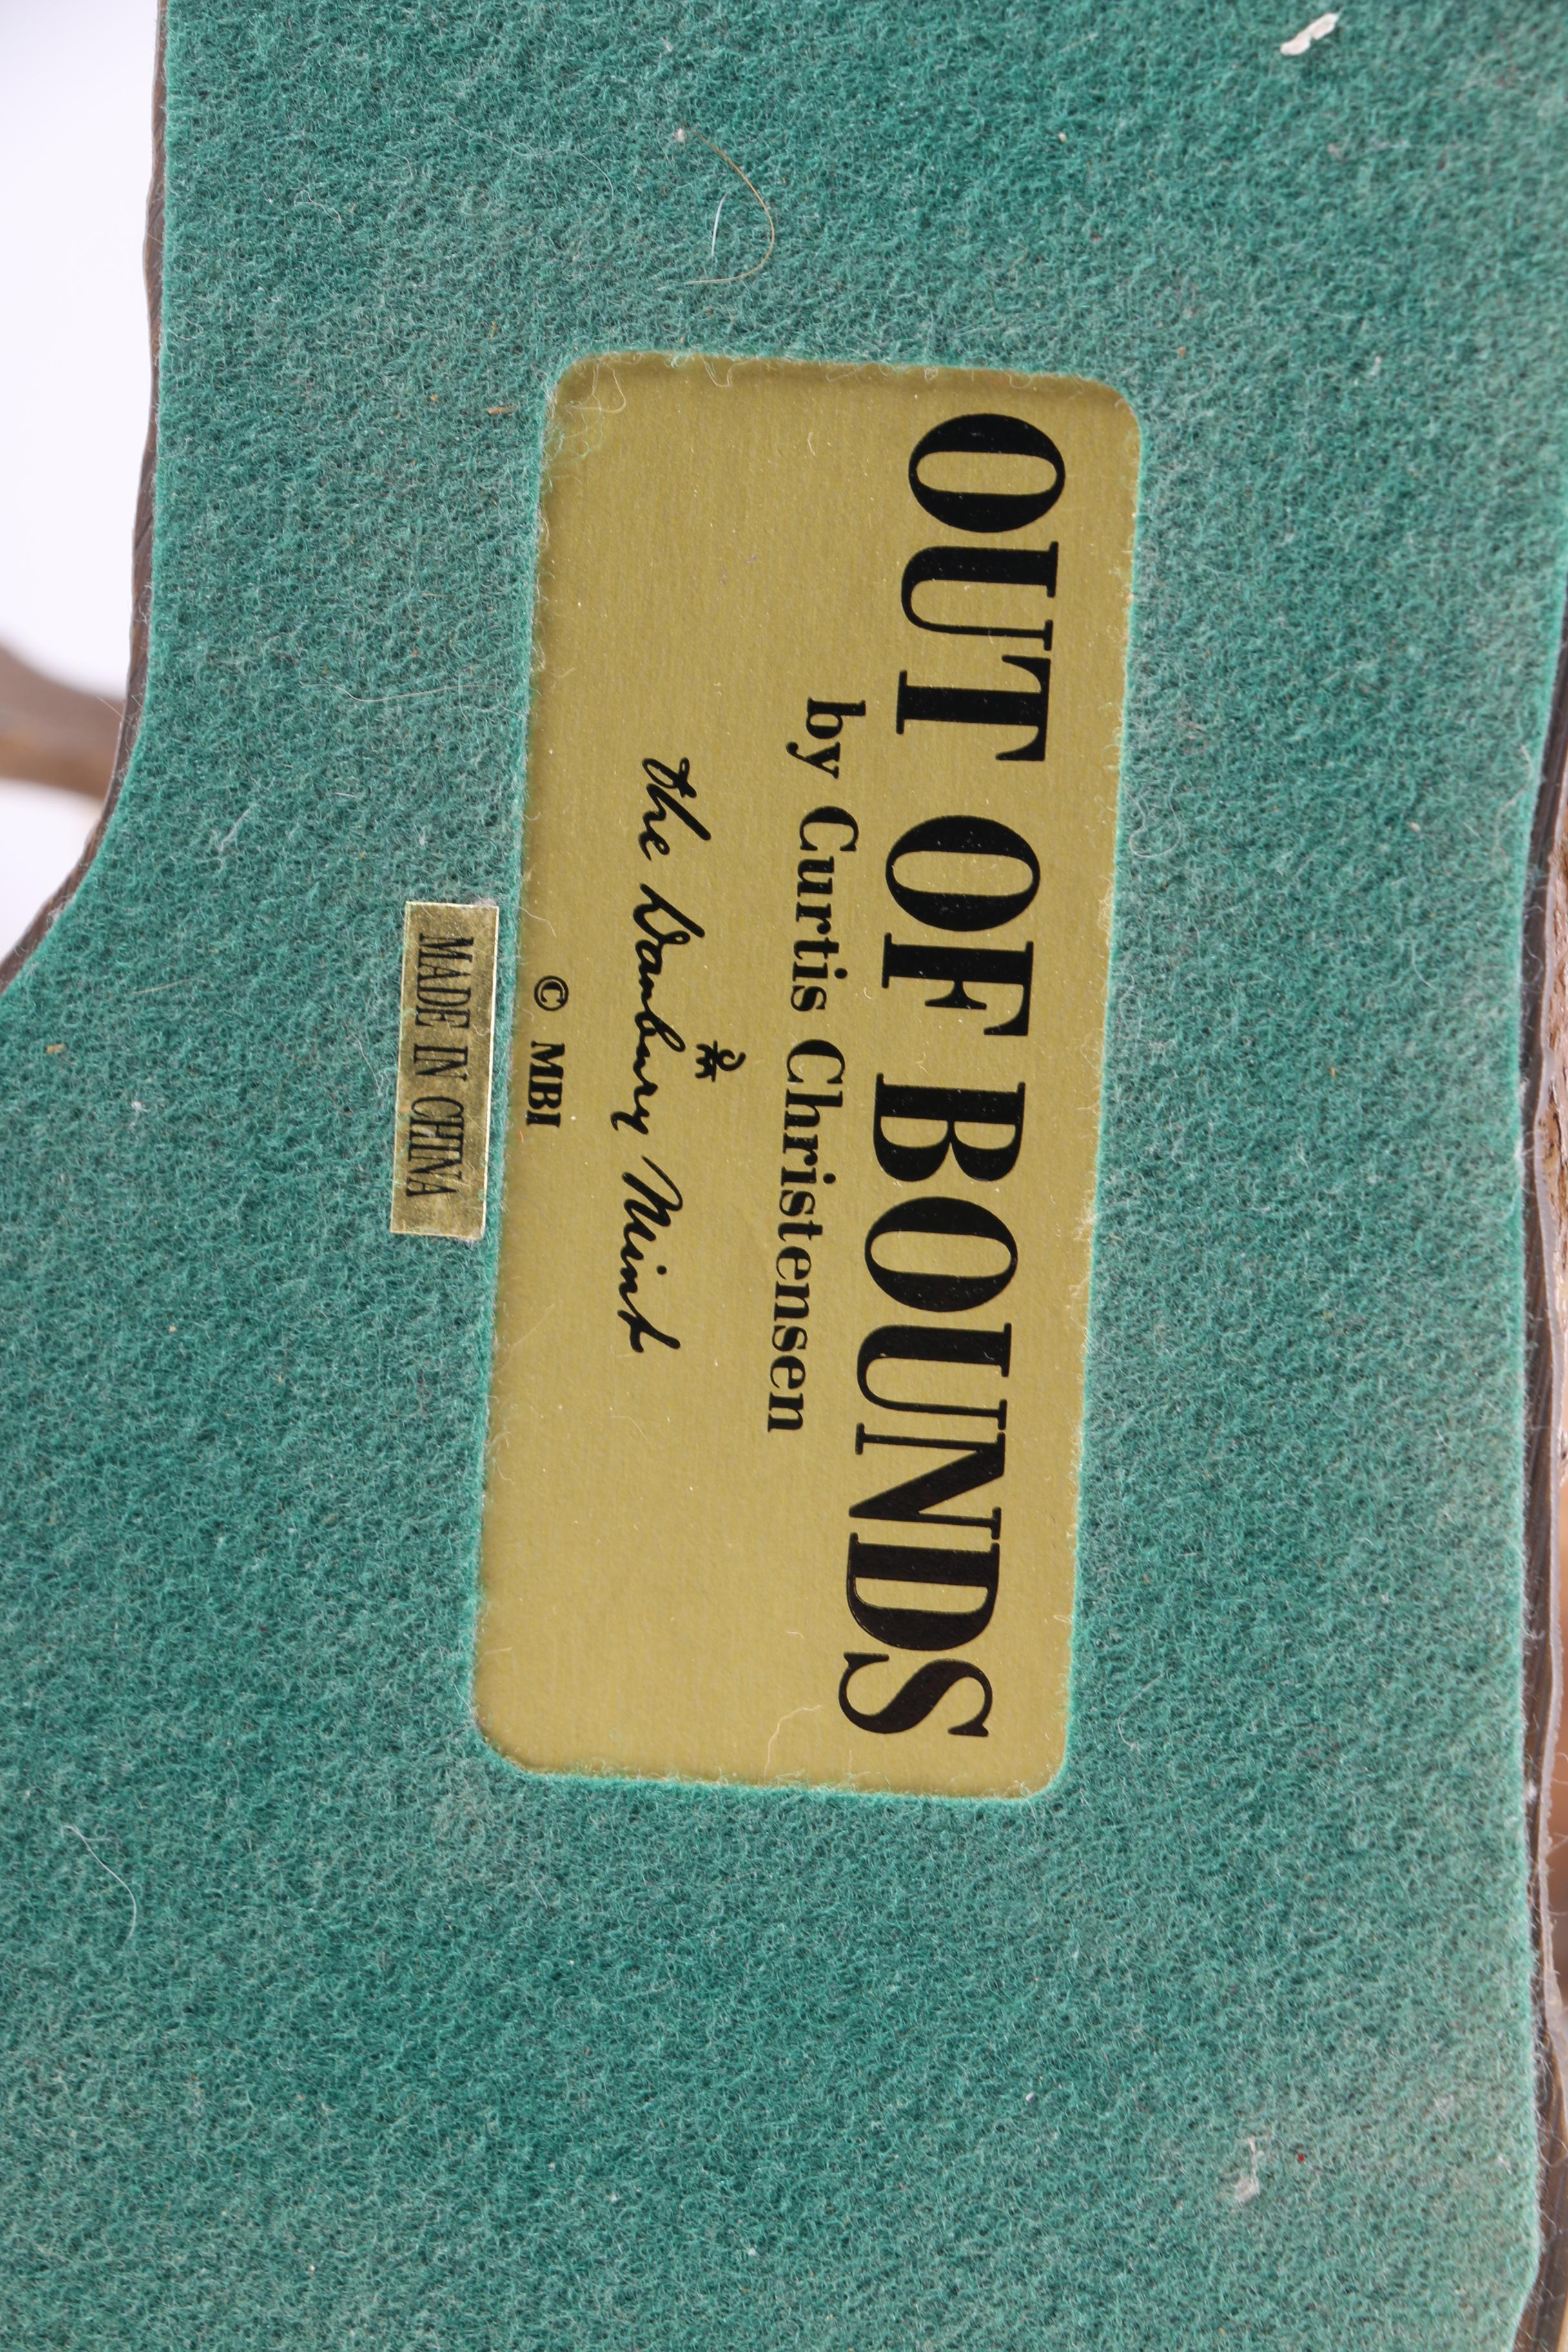 OUT OF BOUNDS
by Curtis Christensen
The Danbury Mint
© MBI
MADE IN CHINA